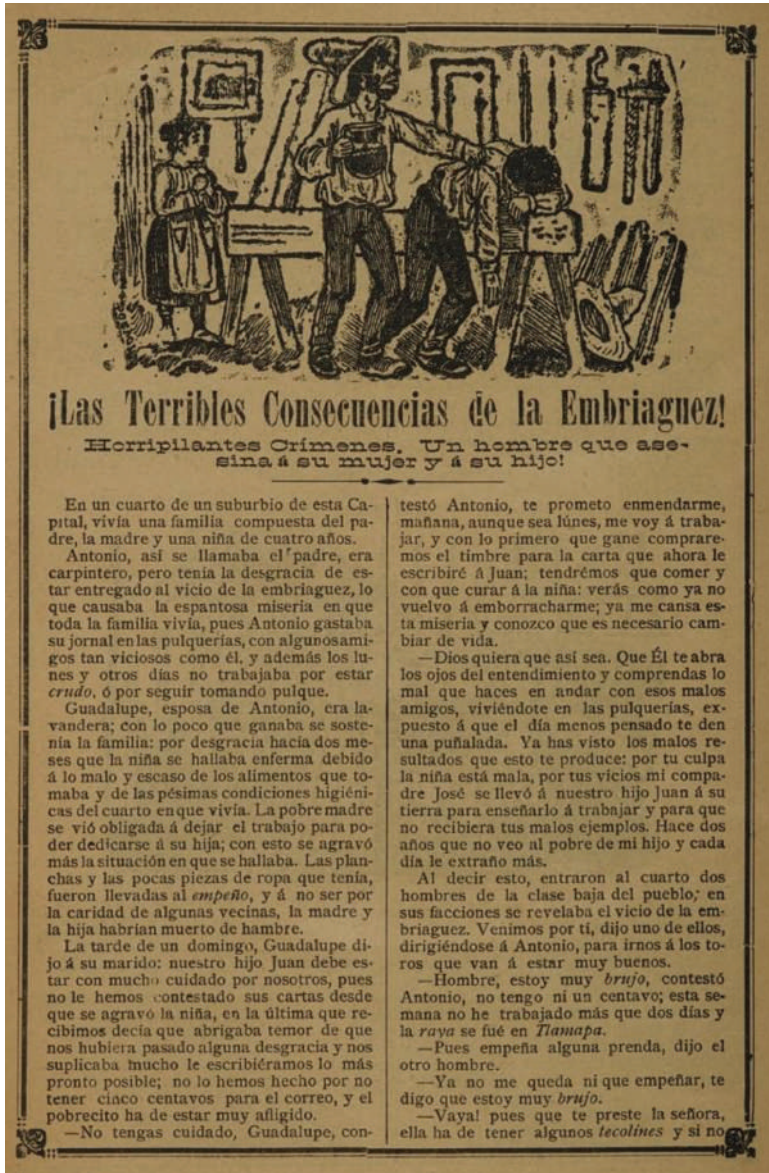 ¡Las Terribles Consecuencias de la Embriaguez!
Horripilantes Crímenes. Un hombre que ase-
sina á su mujer y á su hijo!
En un cuarto de un suburbio de esta Ca-
pital, vivía una familia compuesta del pa-
dre, la madre y una niña de cuatro años.
Antonio, así se llamaba el padre, era
carpintero, pero tenía la desgracia de es-
tar entregado al vicio de la embriaguez, lo
que causaba la espantosa miseria en que
toda la familia vivía, pues Antonio gastaba
su jornal en las pulquerías, con algunos ami-
gos tan viciosos como él, y además los lu-
nes y otros días no trabajaba por estar
crudo, ó por seguir tomando pulque.
Guadalupe, esposa de Antonio, era la-
vandera; con lo poco que ganaba se soste-
nía la familia: por desgracia hacía dos me-
ses que la niña se hallaba enferma debido
á lo malo y escaso de los alimentos que to-
maba y de las pésimas condiciones higiéni-
cas del cuarto en que vivía. La pobre madre
se vió obligada á dejar el trabajo para po-
der dedicarse á su hija; con esto se agravó
más la situación en que se hallaba. Las plan-
chas y las pocas piezas de ropa que tenía,
fueron llevadas al empeño, y á no ser por
la caridad de algunas vecinas, la madre y
la hija habrían muerto de hambre.
La tarde de un domingo, Guadalupe di-
jo á su marido: nuestro hijo Juan debe es-
tar con mucho cuidado por nosotros, pues
no le hemos contestado sus cartas desde
que se agravó la niña, en la última que re-
cibimos decía que abrigaba temor de que
nos hubiera pasado alguna desgracia y nos
suplicaba mucho le escribiéramos lo más
pronto posible; no lo hemos hecho por no
tener cinco centavos para el correo, y el
pobrecito ha de estar muy afligido.
—No tengas cuidado, Guadalupe, con-
testó Antonio, te prometo enmendarme,
mañana, aunque sea lúnes, me voy á traba-
jar, y con lo primero que gane comprare-
mos el timbre para la carta que ahora le
escribiré á Juan; tendrémos que comer y
con que curar á la niña: verás como ya no
vuelvo á emborracharme; ya me cansa es-
ta miseria y conozco que es necesario cam-
biar de vida.
—Dios quiera que así sea. Que Él te abra
los ojos del entendimiento y comprendas lo
mal que haces en andar con esos malos
amigos, viviéndote en las pulquerías, ex-
puesto á que el día menos pensado te den
una puñalada. Ya has visto los malos re-
sultados que esto te produce: por tu culpa
la niña está mala, por tus vicios mi compa-
dre José se llevó á nuestro hijo Juan á su
tierra para enseñarlo á trabajar y para que
no recibiera tus malos ejemplos. Hace dos
años que no veo al pobre de mi hijo y cada
día le extraño más.
Al decir esto, entraron al cuarto dos
hombres de la clase baja del pueblo; en
sus facciones se revelaba el vicio de la em-
briaguez. Venimos por tí, dijo uno de ellos,
dirigiéndose á Antonio, para irnos á los to-
ros que van á estar muy buenos.
—Hombre, estoy muy brujo, contestó
Antonio, no tengo ni un centavo; esta se-
mana no he trabajado más que dos días y
la raya se fué en Tlamapa.
—Pues empeña alguna prenda, dijo el
otro hombre.
—Ya no me queda ni que empeñar, te
digo que estoy muy brujo.
—Vaya! pues que te preste la señora,
ella ha de tener algunos tecolines y si no